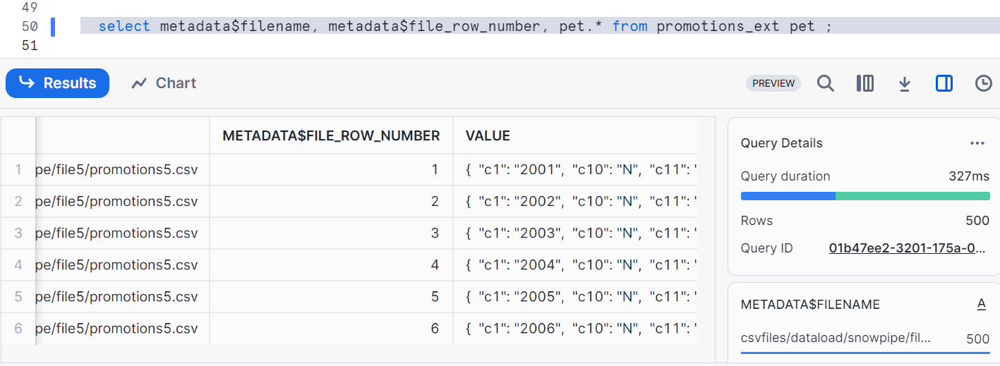 49
50 select metadata$filename, metadata$file_row_number, pet.* from promotions_ext pet ;
51
Results Chart PREVIEW
METADATA$FILE_ROW_NUMBER VALUE
1 pe/file5/promotions5.csv 1 { "c1": "2001", "c10": "N", "c11": "
2 pe/file5/promotions5.csv 2 { "c1": "2002", "c10": "N", "c11": "
3 pe/file5/promotions5.csv 3 { "c1": "2003", "c10": "N", "c11": "
4 pe/file5/promotions5.csv 4 { "c1": "2004", "c10": "N", "c11": "
5 pe/file5/promotions5.csv 5 { "c1": "2005", "c10": "N", "c11": "
6 pe/file5/promotions5.csv 6 { "c1": "2006", "c10": "N", "c11": "
Query Details ...
Query duration 327ms
Rows 500
Query ID 01b47ee2-3201-175a-0...
METADATA$FILENAME A
csvfiles/dataload/snowpipe/fil... 500